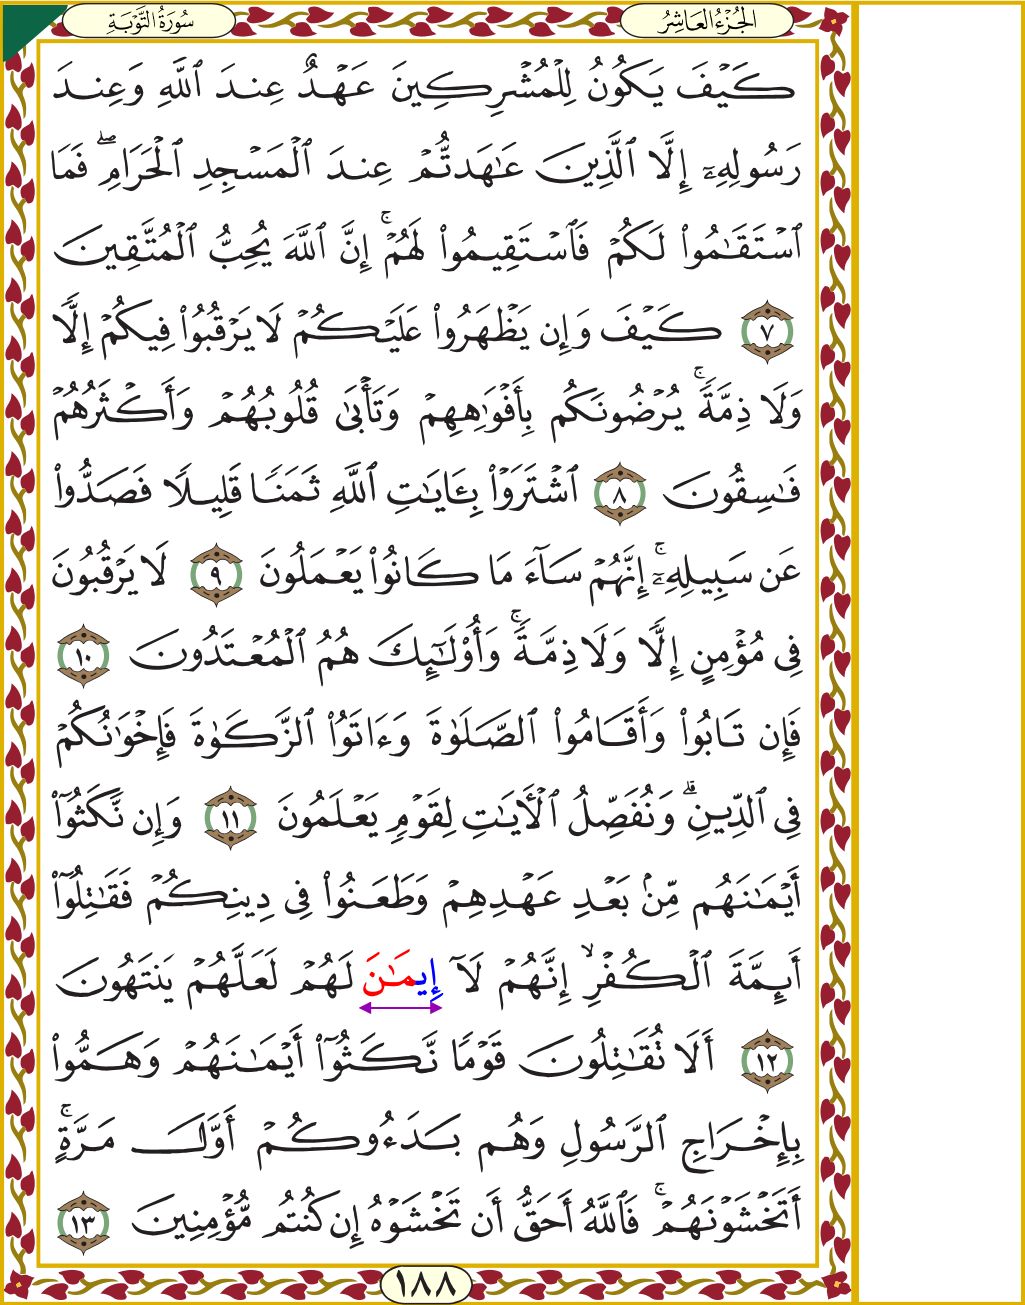 الجُزْءُ العَاشِرُ
سُورَةُ التَّوْبَةِ
كَيْفَ يَكُونُ لِلْمُشْرِكِينَ عَهْدٌ عِندَ ٱللَّهِ وَعِندَ
رَسُولِهِۦٓ إِلَّا ٱلَّذِينَ عَٰهَدتُّمْ عِندَ ٱلْمَسْجِدِ ٱلْحَرَامِۖ فَمَا
ٱسْتَقَٰمُوا۟ لَكُمْ فَٱسْتَقِيمُوا۟ لَهُمْۚ إِنَّ ٱللَّهَ يُحِبُّ ٱلْمُتَّقِينَ
٧ كَيْفَ وَإِن يَظْهَرُوا۟ عَلَيْكُمْ لَا يَرْقُبُوا۟ فِيكُمْ إِلًّا
وَلَا ذِمَّةًۚ يُرْضُونَكُم بِأَفْوَٰهِهِمْ وَتَأْبَىٰ قُلُوبُهُمْ وَأَكْثَرُهُمْ
فَٰسِقُونَ ٨ ٱشْتَرَوْا۟ بِـَٔايَٰتِ ٱللَّهِ ثَمَنًا قَلِيلًا فَصَدُّوا۟
عَن سَبِيلِهِۦٓۚ إِنَّهُمْ سَآءَ مَا كَانُوا۟ يَعْمَلُونَ ٩ لَا يَرْقُبُونَ
فِى مُؤْمِنٍ إِلًّا وَلَا ذِمَّةًۚ وَأُو۟لَٰٓئِكَ هُمُ ٱلْمُعْتَدُونَ ١٠
فَإِن تَابُوا۟ وَأَقَامُوا۟ ٱلصَّلَوٰةَ وَءَاتَوُا۟ ٱلزَّكَوٰةَ فَإِخْوَٰنُكُمْ
فِى ٱلدِّينِۗ وَنُفَصِّلُ ٱلْـَٔايَٰتِ لِقَوْمٍ يَعْلَمُونَ ١١ وَإِن نَّكَثُوٓا۟
أَيْمَٰنَهُم مِّنۢ بَعْدِ عَهْدِهِمْ وَطَعَنُوا۟ فِى دِينِكُمْ فَقَٰتِلُوٓا۟
أَئِمَّةَ ٱلْكُفْرِۙ إِنَّهُمْ لَآ إِيمَٰنَ لَهُمْ لَعَلَّهُمْ يَنتَهُونَ
١٢ أَلَا تُقَٰتِلُونَ قَوْمًا نَّكَثُوٓا۟ أَيْمَٰنَهُمْ وَهَمُّوا۟
بِإِخْرَاجِ ٱلرَّسُولِ وَهُم بَدَءُوكُمْ أَوَّلَ مَرَّةٍۚ
أَتَخْشَوْنَهُمْۚ فَٱللَّهُ أَحَقُّ أَن تَخْشَوْهُ إِن كُنتُم مُّؤْمِنِينَ ١٣
١٨٨